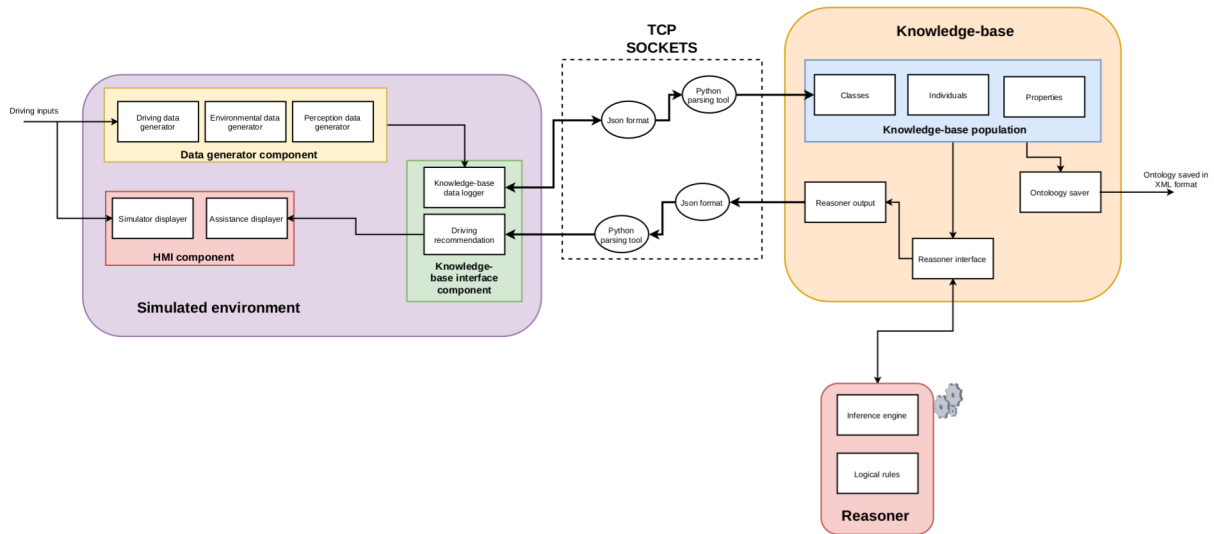 TCP
SOCKETS
Knowledge-base
Driving inputs
Driving data
generator
Environmental data
generator
Perception data
generator
Data generator component
Knowledge-base
data logger
Driving
recommendation
Knowledge-
base interface
component
Simulator displayer
Assistance displayer
HMI component
Simulated environment
Json format
Python
parsing tool
Json format
Python
parsing tool
Classes
Individuals
Properties
Knowledge-base population
Reasoner output
Ontoloogy saver
Ontology saved in
XML format
Reasoner interface
Inference engine
Logical rules
Reasoner